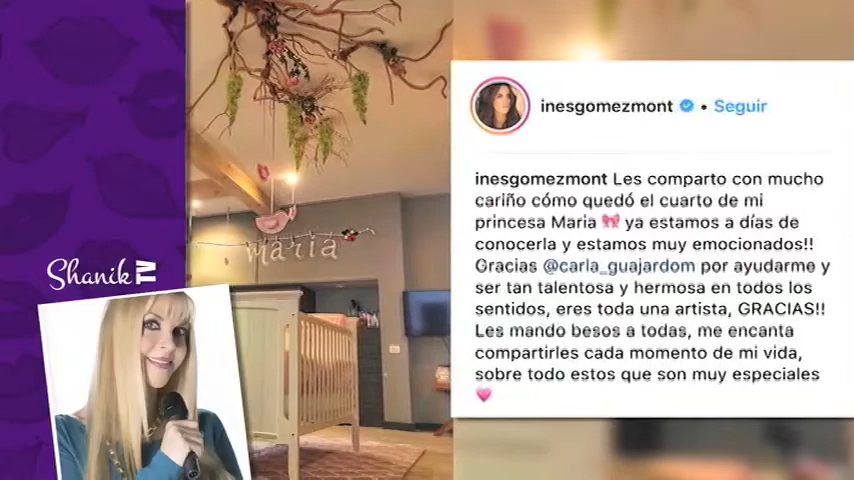 inesgomezmont • Seguir
inesgomezmont Les comparto con mucho
cariño cómo quedó el cuarto de mi
princesa Maria 🎀 ya estamos a días de
conocerla y estamos muy emocionados!!
Gracias @carla_guajardom por ayudarme y
ser tan talentosa y hermosa en todos los
sentidos, eres toda una artista, GRACIAS!!
Les mando besos a todas, me encanta
compartirles cada momento de mi vida,
sobre todo estos que son muy especiales
💗
maria
Shanik TV